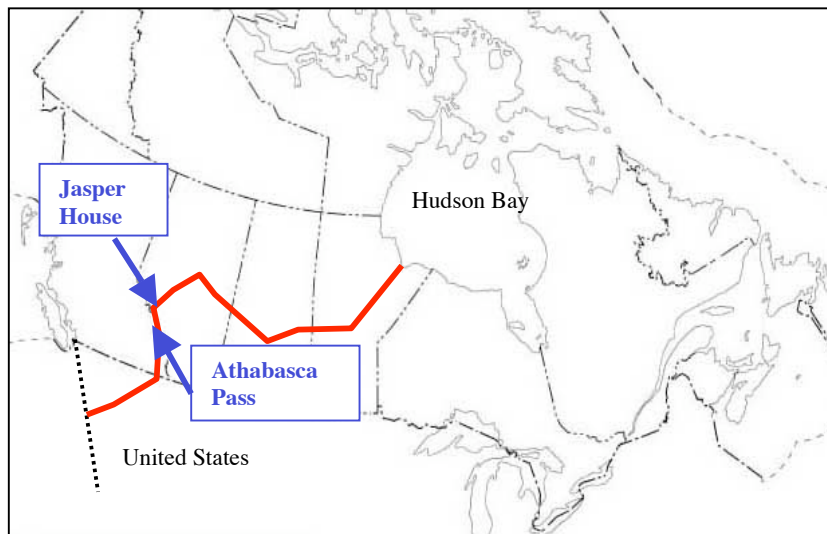 Hudson Bay
Jasper
House
Athabasca
Pass
United States